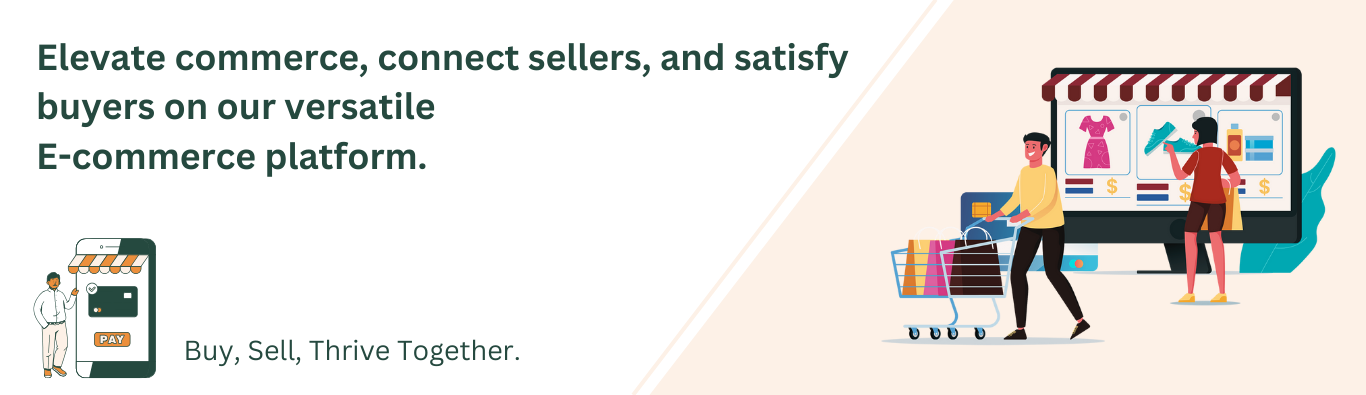 Elevate commerce, connect sellers, and satisfy
buyers on our versatile
E-commerce platform.
$
$
$
PAY
Buy, Sell, Thrive Together.